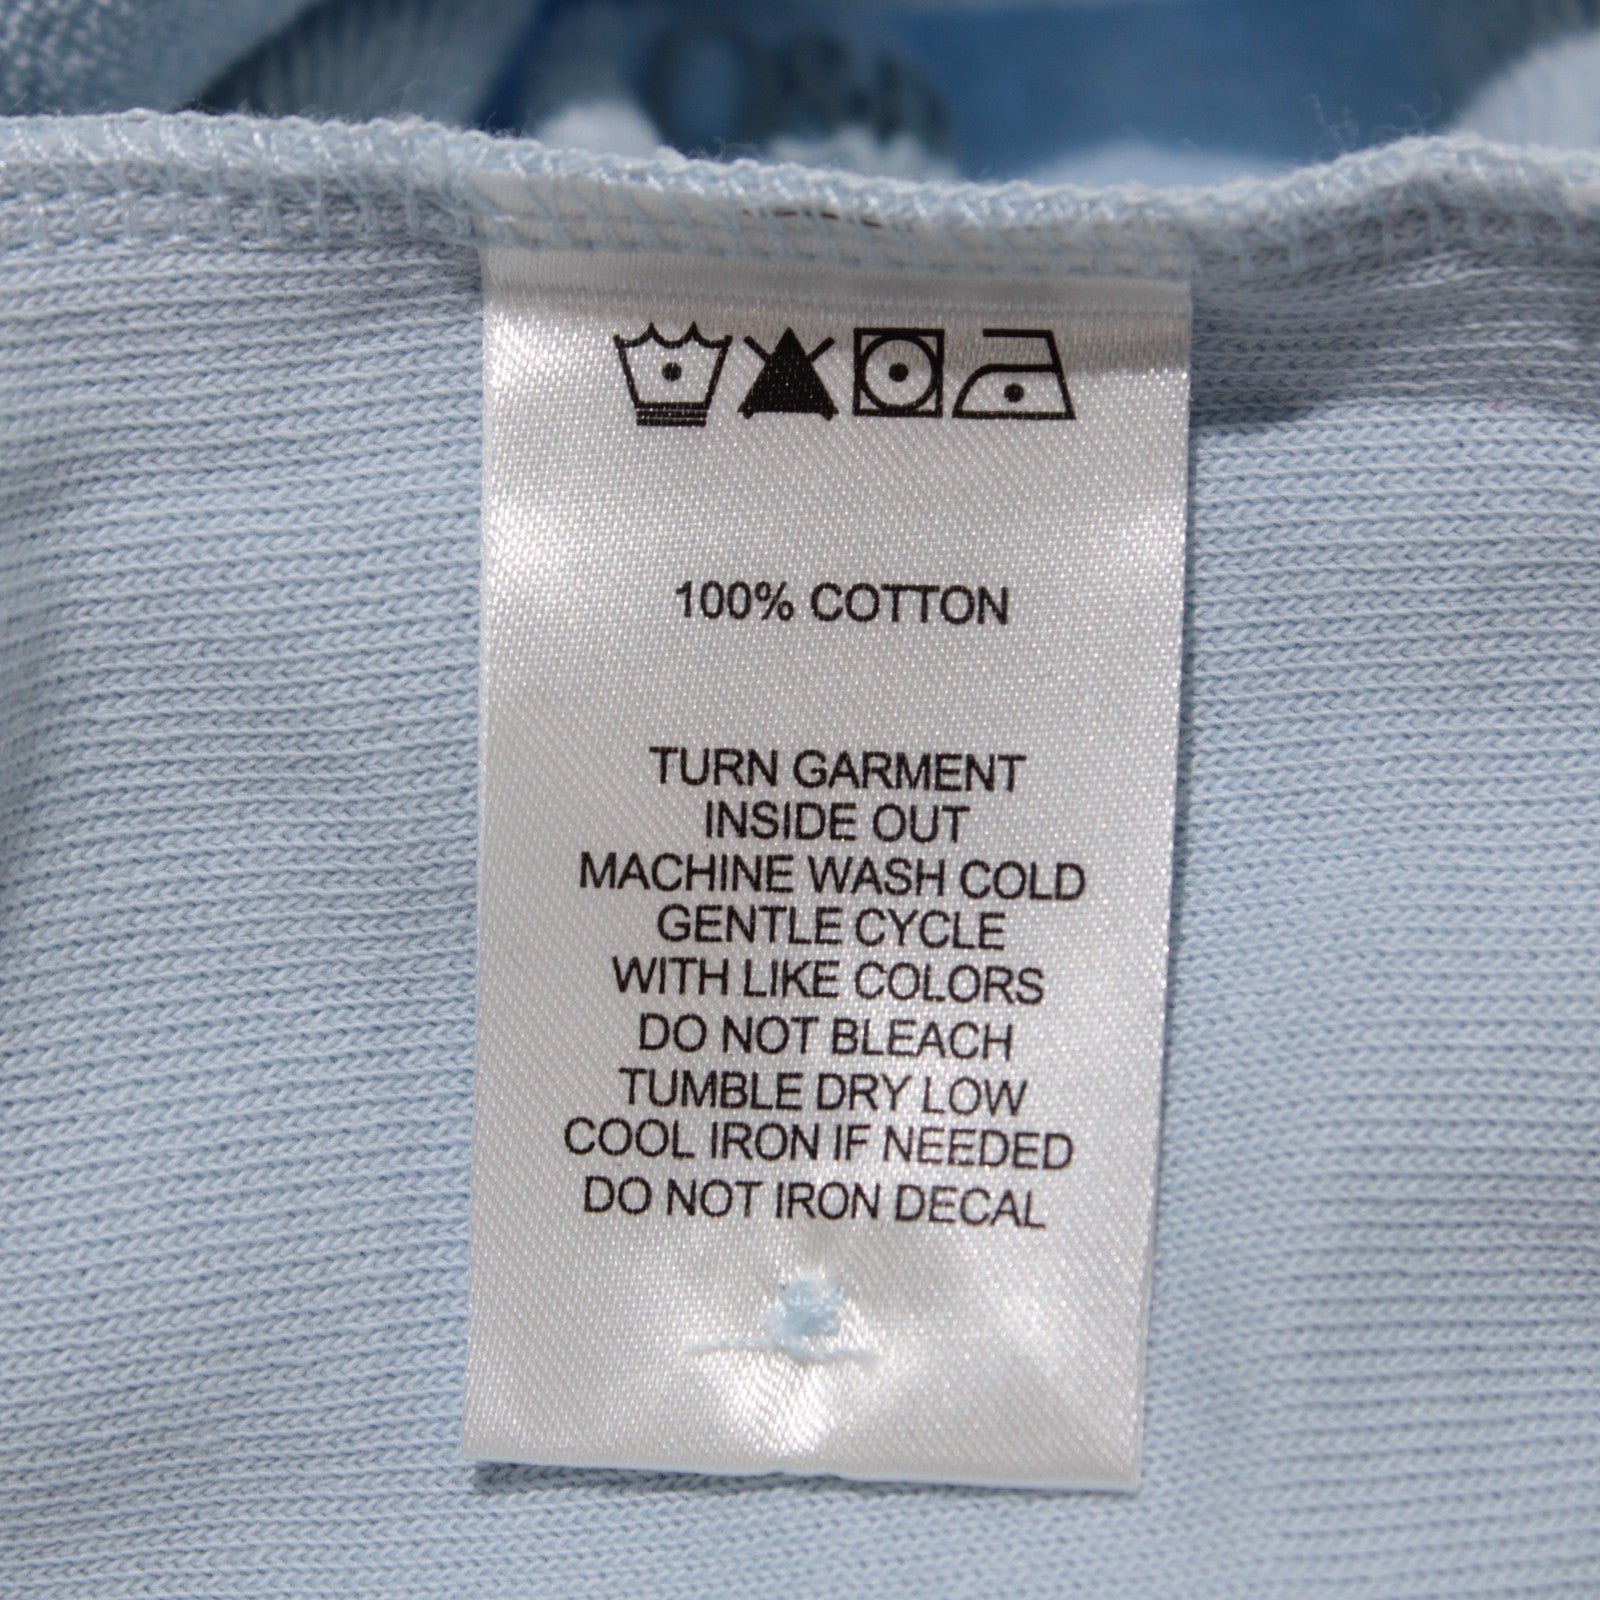 100% COTTON
TURN GARMENT
INSIDE OUT
MACHINE WASH COLD
GENTLE CYCLE
WITH LIKE COLORS
DO NOT BLEACH
TUMBLE DRY LOW
COOL IRON IF NEEDED
DO NOT IRON DECAL